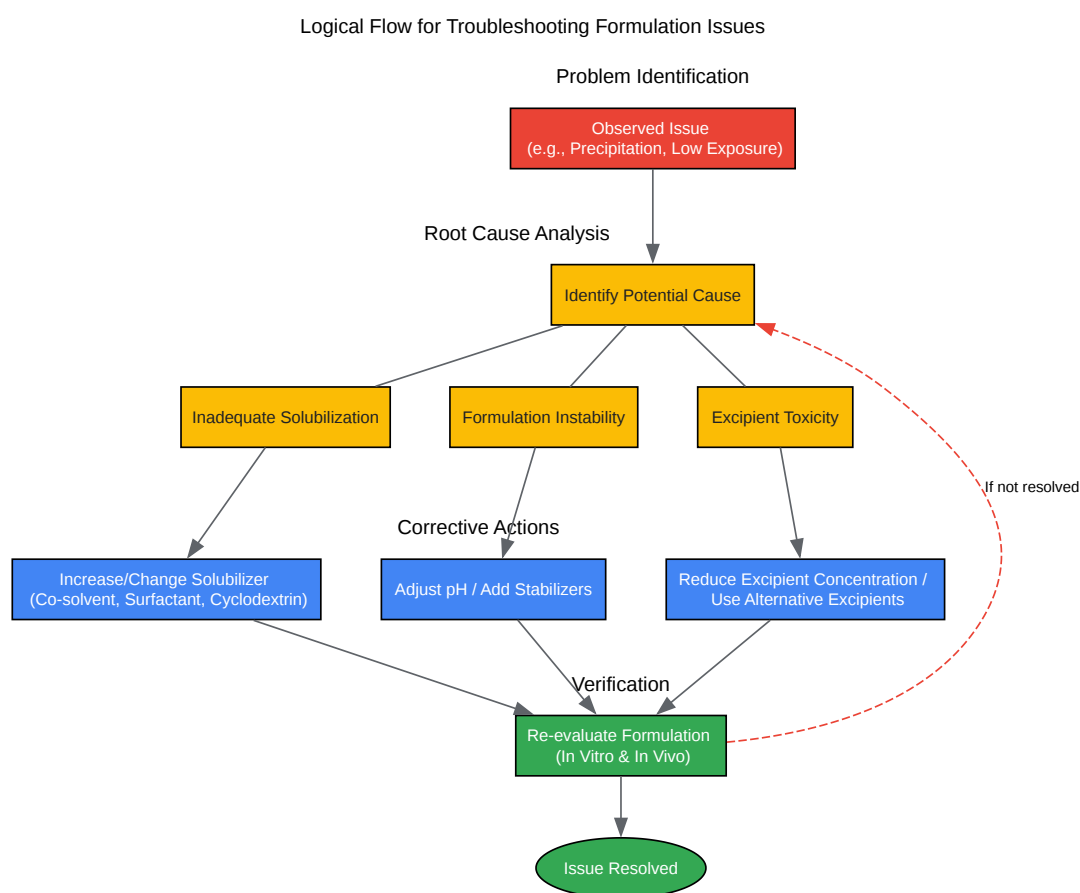 Logical Flow for Troubleshooting Formulation Issues
Problem Identification
Observed Issue
(e.g., Precipitation, Low Exposure)
Root Cause Analysis
Identify Potential Cause
Inadequate Solubilization
Formulation Instability
Excipient Toxicity
If not resolved
Corrective Actions
Increase/Change Solubilizer
(Co-solvent, Surfactant, Cyclodextrin)
Adjust pH / Add Stabilizers
Reduce Excipient Concentration /
Use Alternative Excipients
Verification
Re-evaluate Formulation
(In Vitro & In Vivo)
Issue Resolved